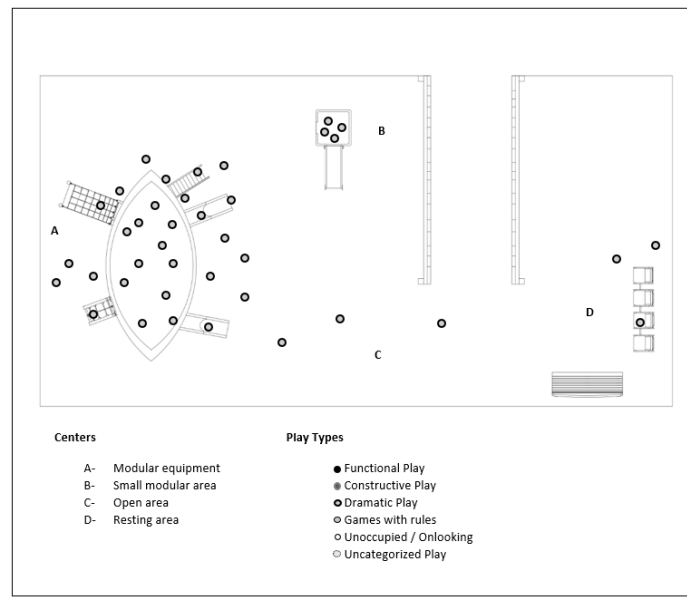 B
A
D
C
Centers
A- Modular equipment
B- Small modular area
C- Open area
D- Resting area
Play Types
Functional Play
Constructive Play
Dramatic Play
Games with rules
Unoccupied / Onlooking
Uncategorized Play